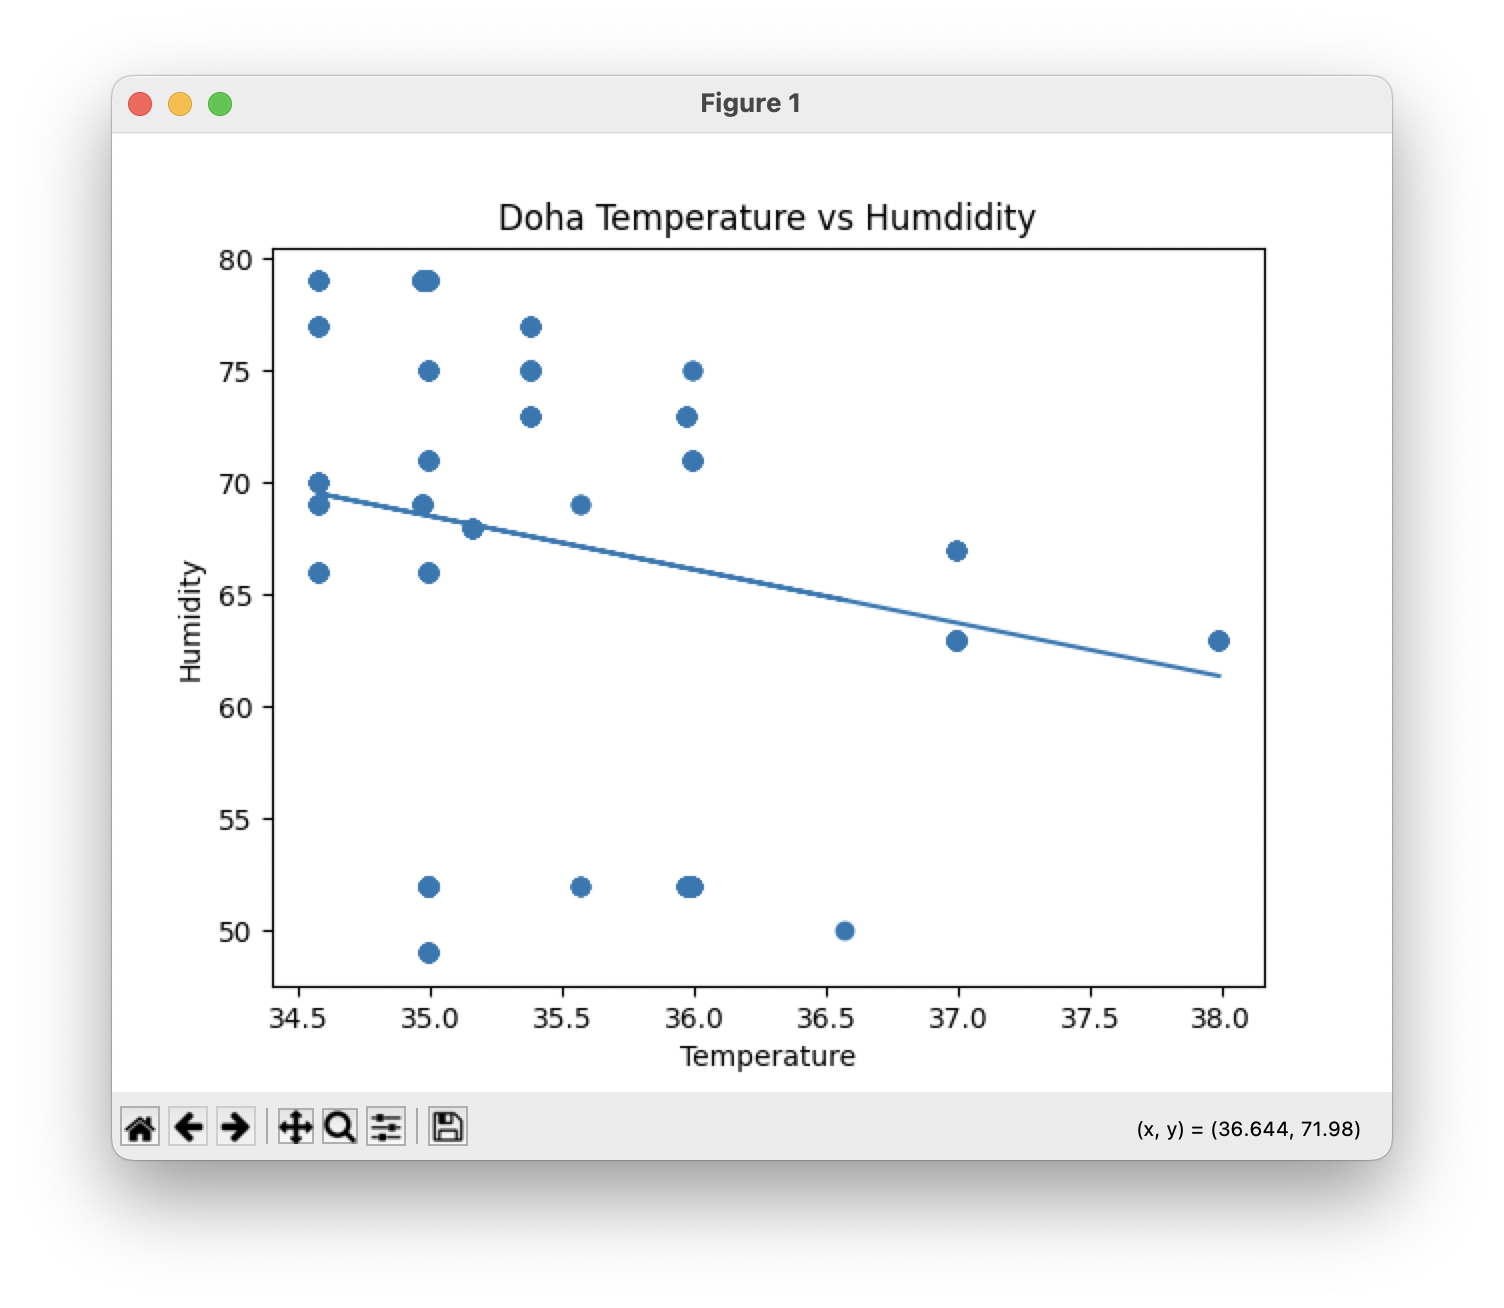 Figure 1
Doha Temperature vs Humdidity
80
75
70
65
60
55
50
Humidity
34.5 35.0 35.5 36.0 36.5 37.0 37.5 38.0
Temperature
(x, y) = (36.644, 71.98)